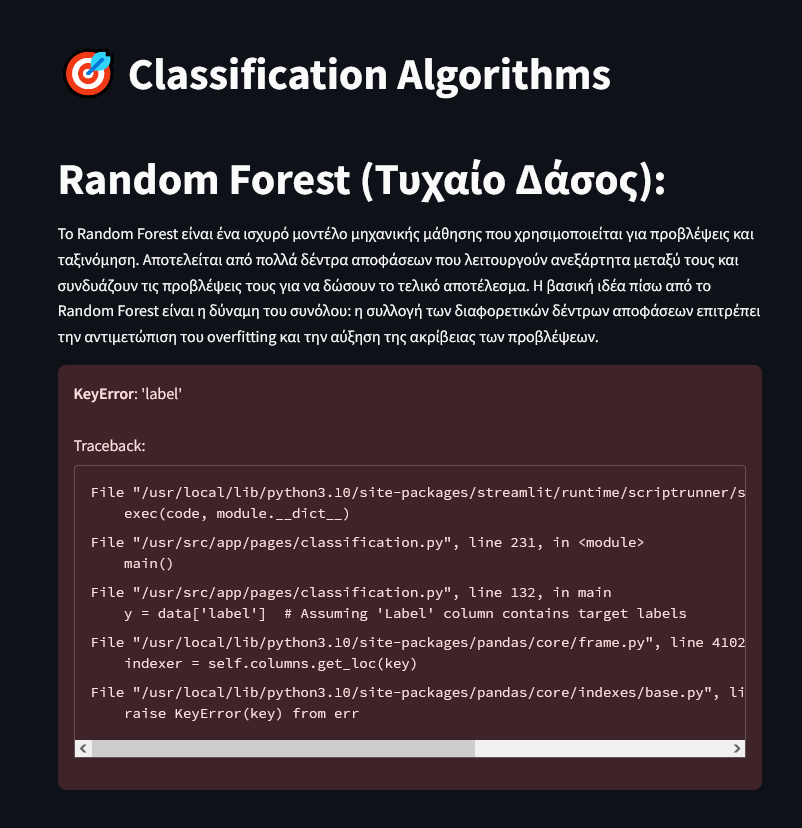 Classification Algorithms
Random Forest (Τυχαίο Δάσος):
Το Random Forest είναι ένα ισχυρό μοντέλο μηχανικής μάθησης που χρησιμοποιείται για προβλέψεις και
ταξινόμηση. Αποτελείται από πολλά δέντρα αποφάσεων που λειτουργούν ανεξάρτητα μεταξύ τους και
συνδυάζουν τις προβλέψεις τους για να δώσουν το τελικό αποτέλεσμα. Η βασική ιδέα πίσω από το
Random Forest είναι η δύναμη του συνόλου: η συλλογή των διαφορετικών δέντρων αποφάσεων επιτρέπει
την αντιμετώπιση του overfitting και την αύξηση της ακρίβειας των προβλέψεων.
KeyError: 'label'
Traceback:
File "/usr/local/lib/python3.10/site-packages/streamlit/runtime/scriptrunner/s
exec(code, module.__dict__)
File "/usr/src/app/pages/classification.py", line 231, in <module>
main()
File "/usr/src/app/pages/classification.py", line 132, in main
y = data['label']  # Assuming 'Label' column contains target labels
File "/usr/local/lib/python3.10/site-packages/pandas/core/frame.py", line 4102
indexer = self.columns.get_loc(key)
File "/usr/local/lib/python3.10/site-packages/pandas/core/indexes/base.py", li
raise KeyError(key) from err